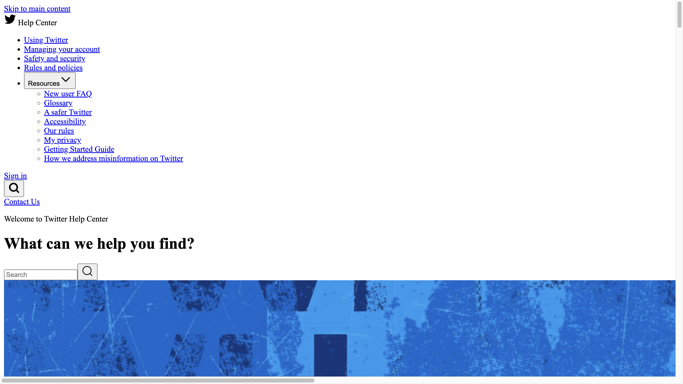 Skip to main content
Help Center
Using Twitter
Managing your account
Safety and security
Rules and policies
Resources
New user FAQ
Glossary
A safer Twitter
Accessibility
Our rules
My privacy
Getting Started Guide
How we address misinformation on Twitter
Sign in
Contact Us
Welcome to Twitter Help Center
What can we help you find?
Search